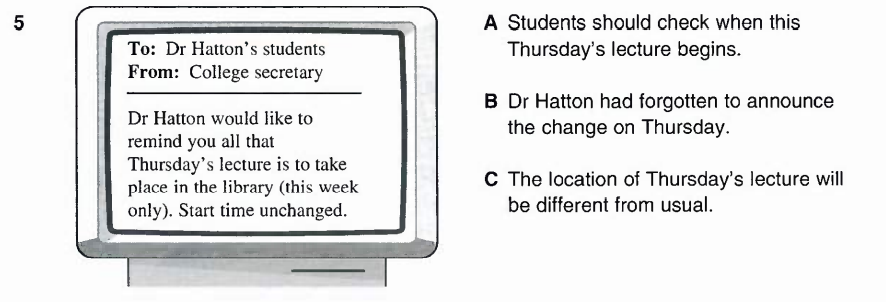 5
To: Dr Hatton's students
From: College secretary
Dr Hatton would like to
remind you all that
Thursday's lecture is to take
place in the library (this week
only). Start time unchanged.
A Students should check when this
Thursday's lecture begins.
B Dr Hatton had forgotten to announce
the change on Thursday.
C The location of Thursday's lecture will
be different from usual.